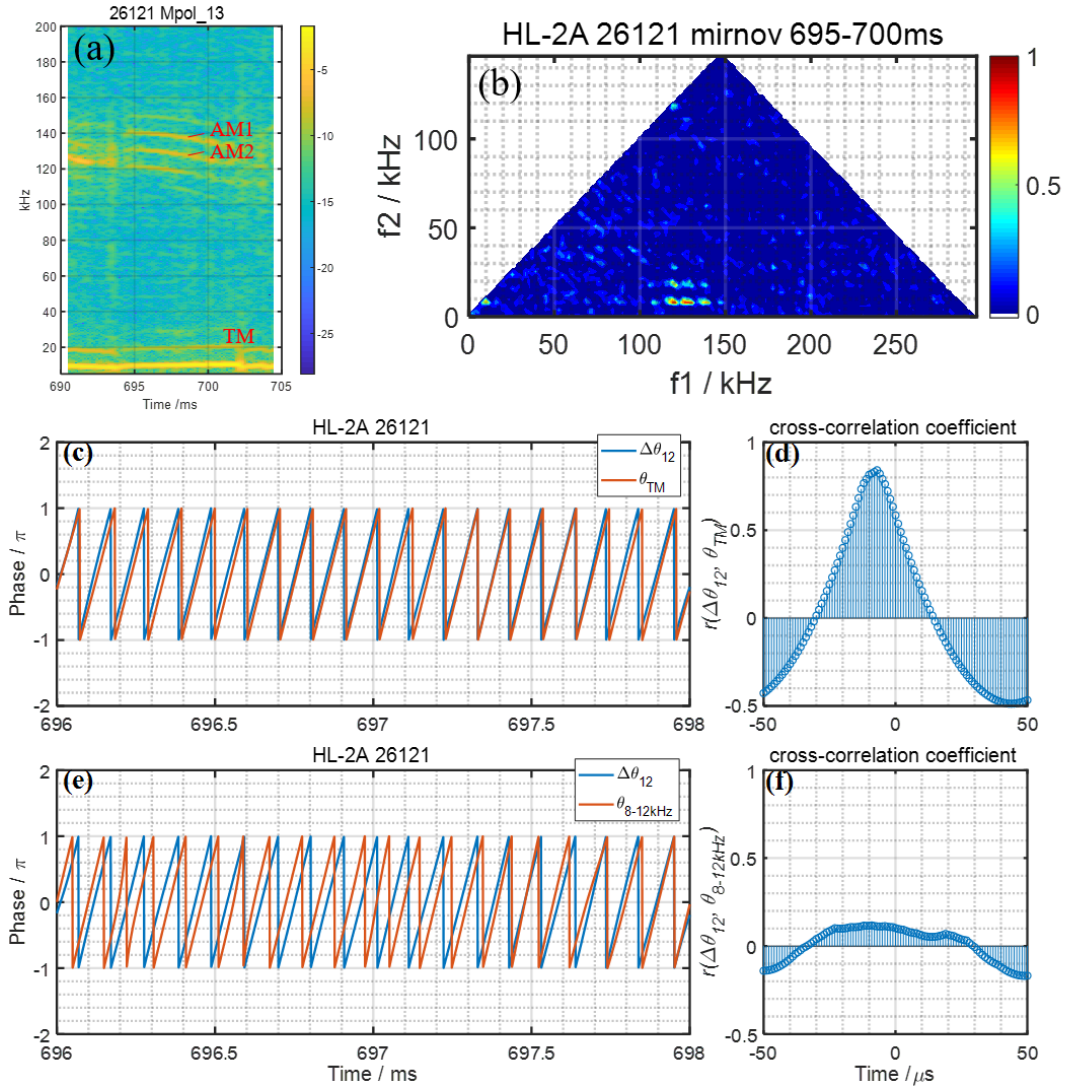 26121 Mpol_13
(a)
200
180
160
140
120
100
80
60
40
20
kHz
AM1
AM2
TM
690
695
700
705
Time /ms
-5
-10
-15
-20
-25
HL-2A 26121 mirnov 695-700ms
(b)
100
50
0
f2 / kHz
0
50
100
150
200
250
f1 / kHz
1
0.5
0
HL-2A 26121
(c)
Δθ12
θTM
2
1
0
-1
-2
Phase / π
696
696.5
697
697.5
698
cross-correlation coefficient
(d)
1
0.5
0
-0.5
r(Δθ12, θTM)
-50
0
50
HL-2A 26121
(e)
Δθ12
θ8-12kHz
2
1
0
-1
-2
Phase / π
696
696.5
697
697.5
698
Time / ms
cross-correlation coefficient
(f)
1
0.5
0
-0.5
r(Δθ12, θ8-12kHz)
-50
0
50
Time / μs